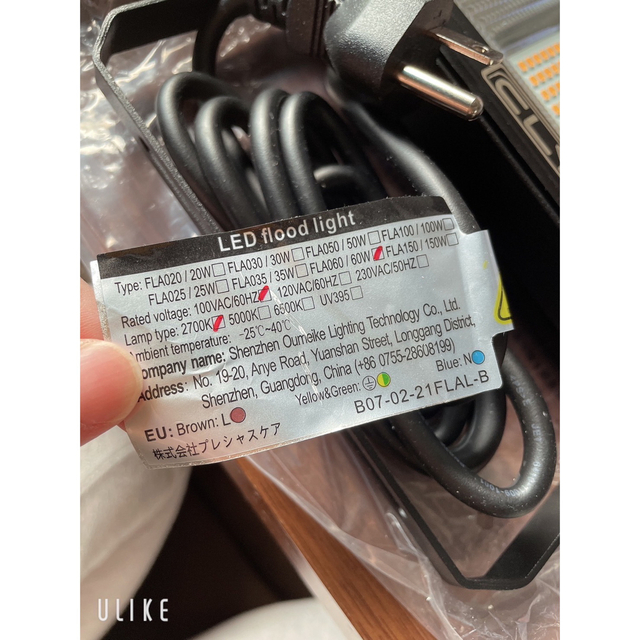 LED flood light
Type: FLA020 / 20W□ FLA030 / 30W□ FLA050 / 50W□ FLA100 / 100W□
FLA025 / 25W□ FLA035 / 35W□ FLA060 / 60W☑ FLA150 / 150W□
Rated voltage: 100VAC/60HZ☑ 120VAC/60HZ□ 230VAC/50HZ□
Lamp type: 2700K☑ 5000K□ 6500K□ UV395□
Ambient temperature: -25℃~40℃
ompany name: Shenzhen Oumeike Lighting Technology Co., Ltd.
Address: No. 19-20, Anye Road, Yuanshan Street, Longgang District,
Shenzhen, Guangdong, China (+86 0755-28608199)
EU: Brown: L Yellow&Green: Blue: N
B07-02-21FLAL-B
株式会社プレシャスケア
ULIKE